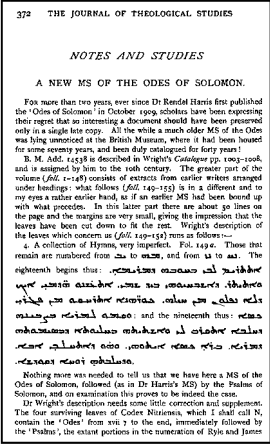 372 THE JOURNAL OF THEOLOGICAL STUDIES
NOTES AND STUDIES
A NEW MS OF THE ODES OF SOLOMON.
FOR more than two years, ever since Dr Rendel Harris first published
the 'Odes of Solomon' in October 1909, scholars have been expressing
their regret that so interesting a document should have been preserved
only in a single late copy. All the while a much older MS of the Odes
was lying unnoticed at the British Museum, where it had been housed
for some seventy years, and been duly catalogued for forty years!
B. M. Add. 14538 is described in Wright's Catalogue pp. 1003-1008,
and is assigned by him to the 10th century. The greater part of the
volume (foll. 1-148) consists of extracts from earlier writers arranged
under headings: what follows (foll. 149-155) is in a different and to
my eyes a rather earlier hand, as if an earlier MS had been bound up
with what precedes. In this later part there are about 50 lines on
the page and the margins are very small, giving the impression that the
leaves have been cut down to fit the rest. Wright's description of
the leaves which concern us (foll. 149-152) runs as follows:—
4. A collection of Hymns, very imperfect. Fol. 149a. Those that
remain are numbered from to and from to The
eighteenth begins thus:
: and the nineteenth thus:
Nothing more was needed to tell us that we have here a MS of the
Odes of Solomon, followed (as in Dr Harris's MS) by the Psalms of
Solomon, and on examination this proves to be indeed the case.
Dr Wright's description needs some little correction and supplement.
The four surviving leaves of Codex Nitriensis, which I shall call N,
contain the 'Odes' from xvii 7 to the end, immediately followed by
the 'Psalms', the extant portions in the numeration of Ryle and James